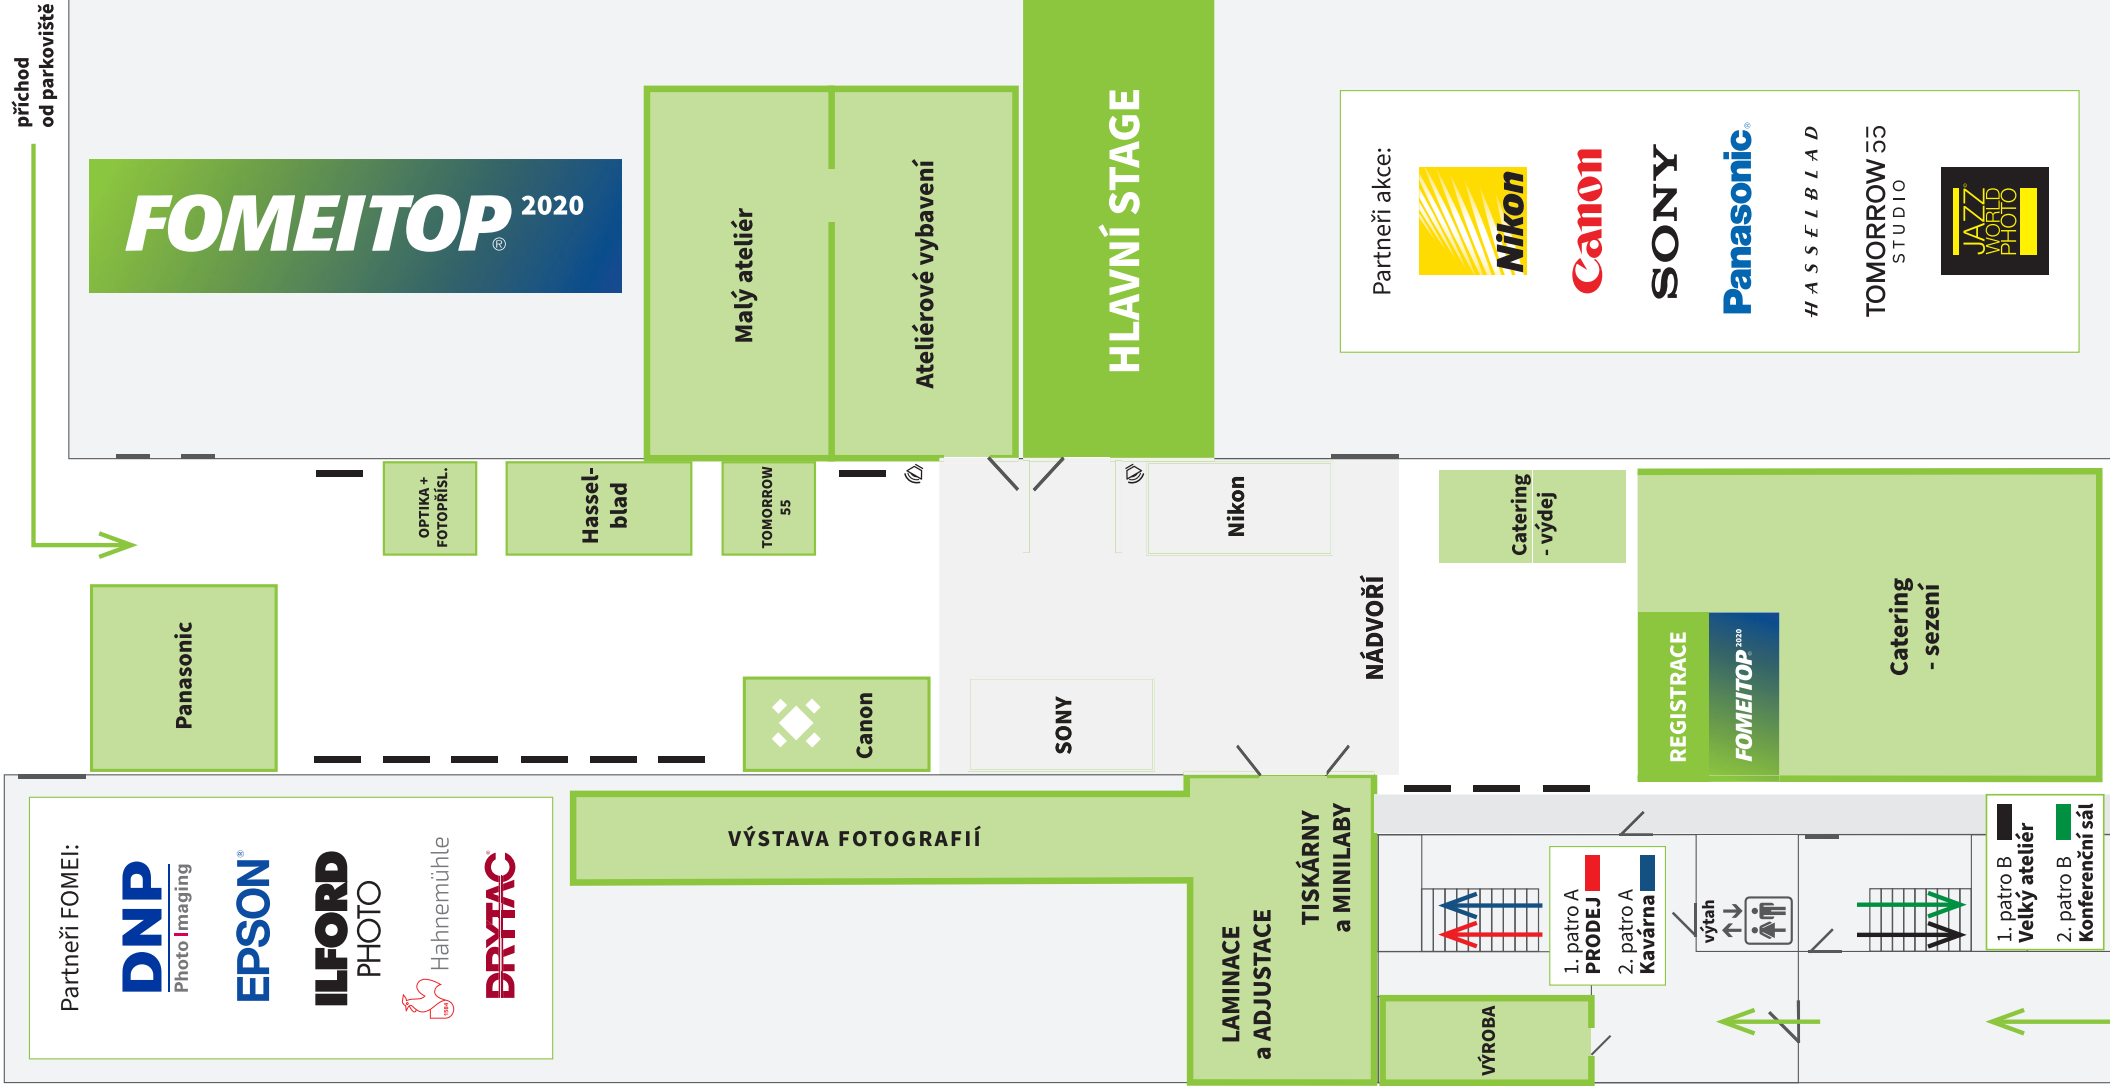 příchod
od parkoviště
FOMEITOP® 2020
Malý ateliér
Ateliérové vybavení
HLAVNÍ STAGE
Partneři akce:
Nikon
Canon
SONY
Panasonic®
HASSELBLAD
TOMORROW 55
STUDIO
JAZZ®
WORLD
PHOTO
OPTIKA +
FOTOPŘÍSL.
Hassel-
blad
TOMORROW
55
Nikon
Catering
- výdej
Catering
- sezení
REGISTRACE
FOMEITOP 2020
NÁDVOŘÍ
Panasonic
Canon
SONY
Partneři FOMEI:
DNP
Photo Imaging
EPSON®
ILFORD
PHOTO
Hahnemühle
1584
DRYTAC®
VÝSTAVA FOTOGRAFIÍ
TISKÁRNY
a MINILABY
LAMINACE
a ADJUSTACE
VÝROBA
1. patro A
PRODEJ
2. patro A
Kavárna
výtah
1. patro B
Velký ateliér
2. patro B
Konferenční sál